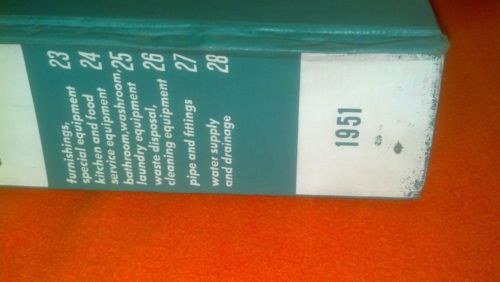 23
furnishings,
special equipment
24
kitchen and food
service equipment
25
bathroom, washroom,
laundry equipment
26
waste disposal,
cleaning equipment
27
pipe and fittings
28
water supply
and drainage
1951